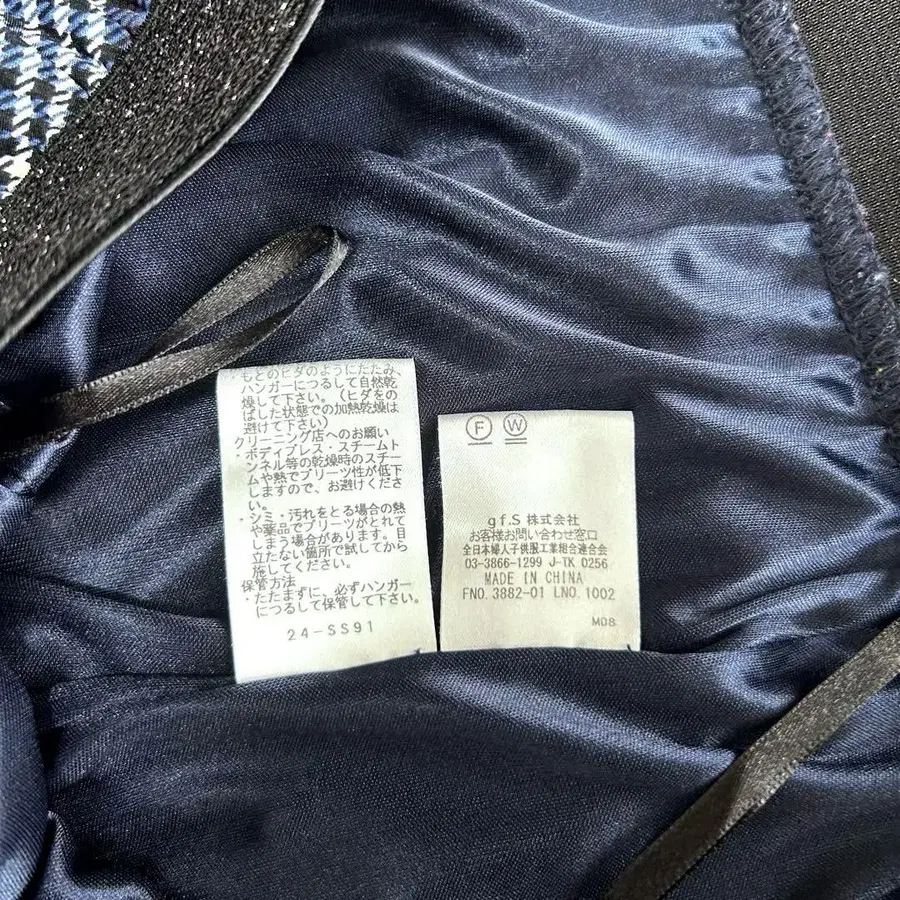 もとのヒダのようにたたみ、
ハンガーにつるして自然乾
燥して下さい。(ヒダをの
ばした状態での加熱乾燥は
避けて下さい)
クリーニング店へのお願い
・ボディプレス・スチームト
ンネル等の乾燥時のスチー
ムや熱でプリーツ性が低下
しますので、お避けくださ
い。
・シミ・汚れをとる場合の熱
や薬品でプリーツがとれて
しまう場合があります。目
立たない箇所で試してから
施してください。
保管方法
・たたまずに、必ずハンガー
につるして保管して下さい。
24-SS91
F W
gf.S 株式会社
お客様お問い合わせ窓口
全日本婦人子供服工業組合連合会
03-3866-1299 J-TK 0256
MADE IN CHINA
FNO. 3882-01 LNO. 1002
M08